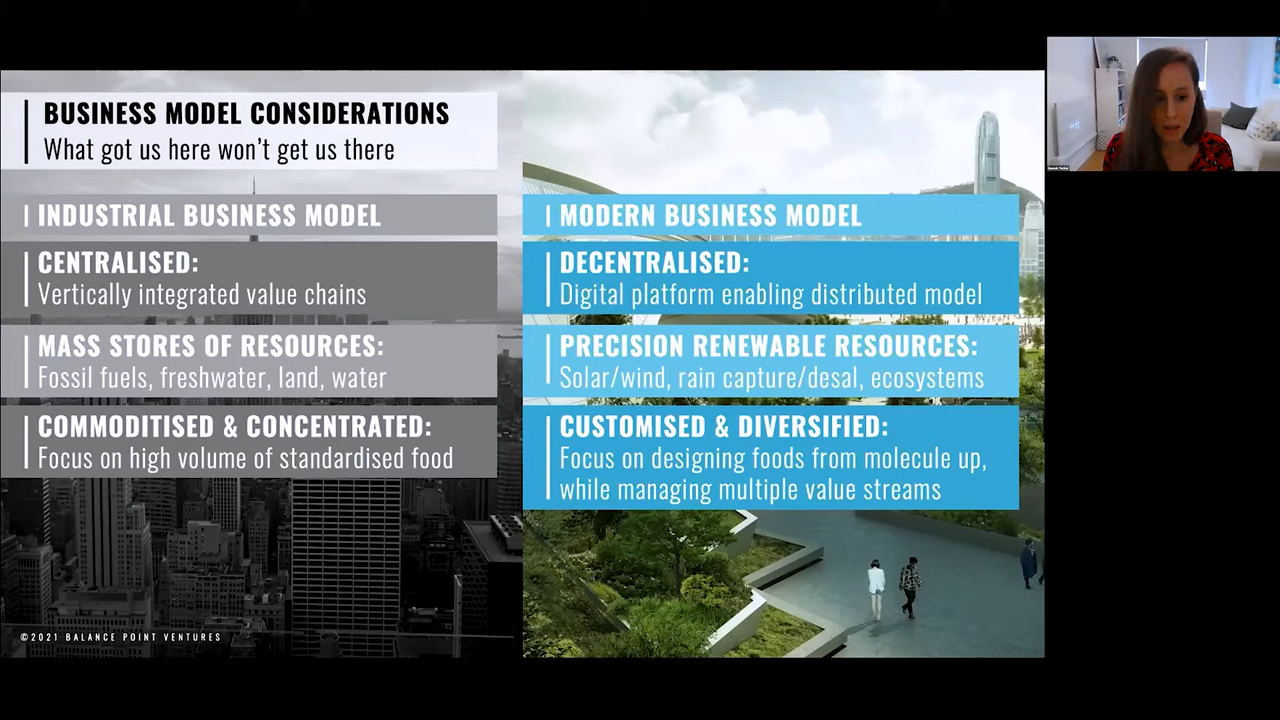 BUSINESS MODEL CONSIDERATIONS
What got us here won't get us there
INDUSTRIAL BUSINESS MODEL
CENTRALISED:
Vertically integrated value chains
MASS STORES OF RESOURCES:
Fossil fuels, freshwater, land, water
COMMODITISED & CONCENTRATED:
Focus on high volume of standardised food
©2021 BALANCE POINT VENTURES
MODERN BUSINESS MODEL
DECENTRALISED:
Digital platform enabling distributed model
PRECISION RENEWABLE RESOURCES:
Solar/wind, rain capture/desal, ecosystems
CUSTOMISED & DIVERSIFIED:
Focus on designing foods from molecule up,
while managing multiple value streams